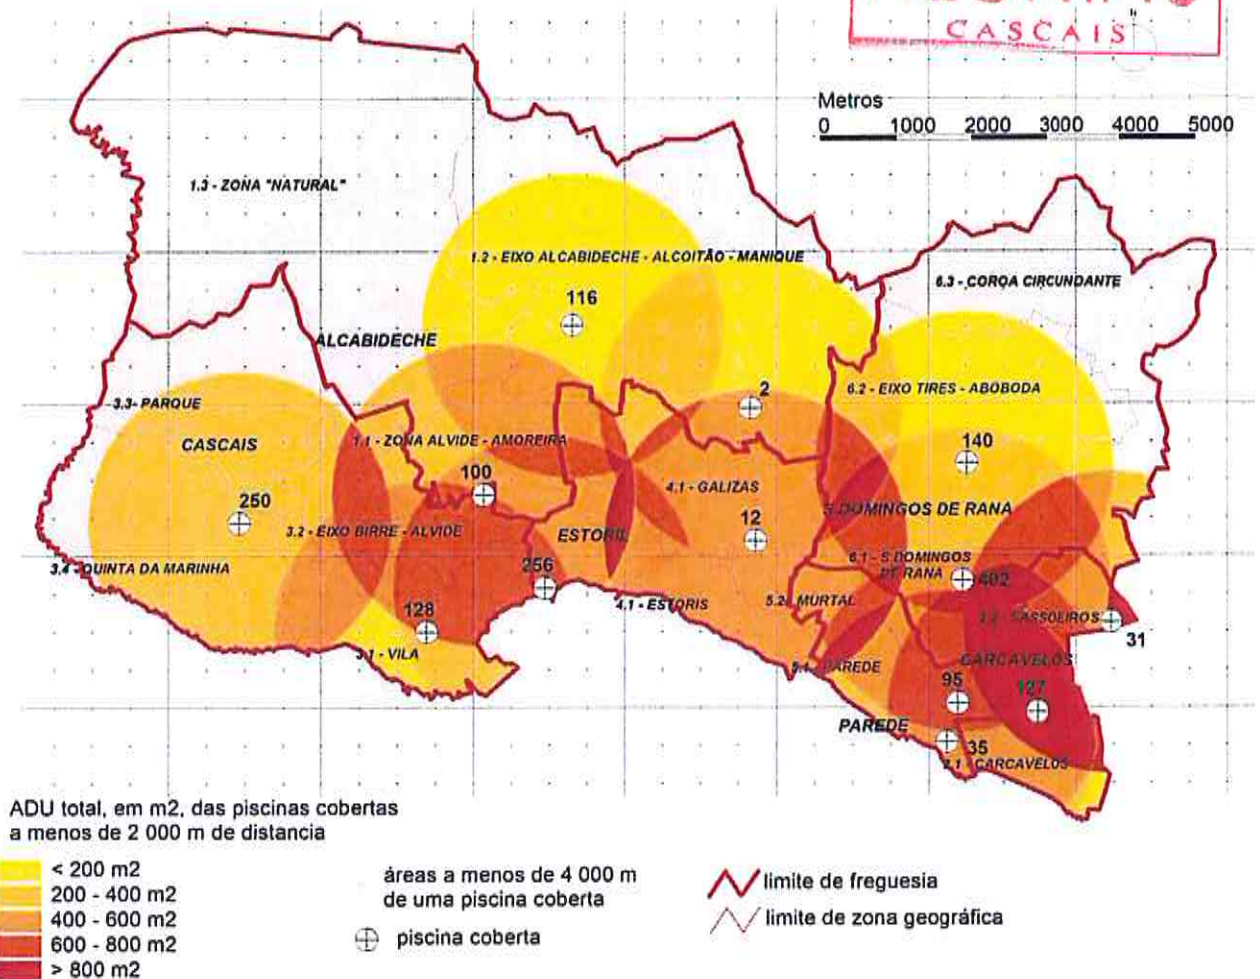 CASCAIS
Metros
0 1000 2000 3000 4000 5000
1.3 - ZONA "NATURAL"
1.2 - EIXO ALCABIDECHE - ALCOITÃO - MANIQUE
6.3 - COROA CIRCUNDANTE
116
ALCABIDECHE
2
6.2 - EIXO TIRES - ABOBODA
3.3- PARQUE
CASCAIS
1.1 - ZONA ALVIDE - AMOREIRA
140
100
4.1 - GALIZAS
250
S.DOMINGOS DE RANA
12
3.2 - EIXO BIRRE - ALVIDE
ESTORIL
6.1 - S.DOMINGOS
DE RANA
402
256
3.4 - QUINTA DA MARINHA
4.1 - ESTORIS
5.2 - MURTAL
128
2.2 - SASSOEIROS
31
3.1 - VILA
5.1 - PAREDE
CARCAVELOS
95
127
PAREDE
35
2.1 - CARCAVELOS
ADU total, em m2, das piscinas cobertas
a menos de 2 000 m de distancia
< 200 m2
200 - 400 m2
400 - 600 m2
600 - 800 m2
> 800 m2
áreas a menos de 4 000 m
de uma piscina coberta
piscina coberta
limite de freguesia
limite de zona geográfica